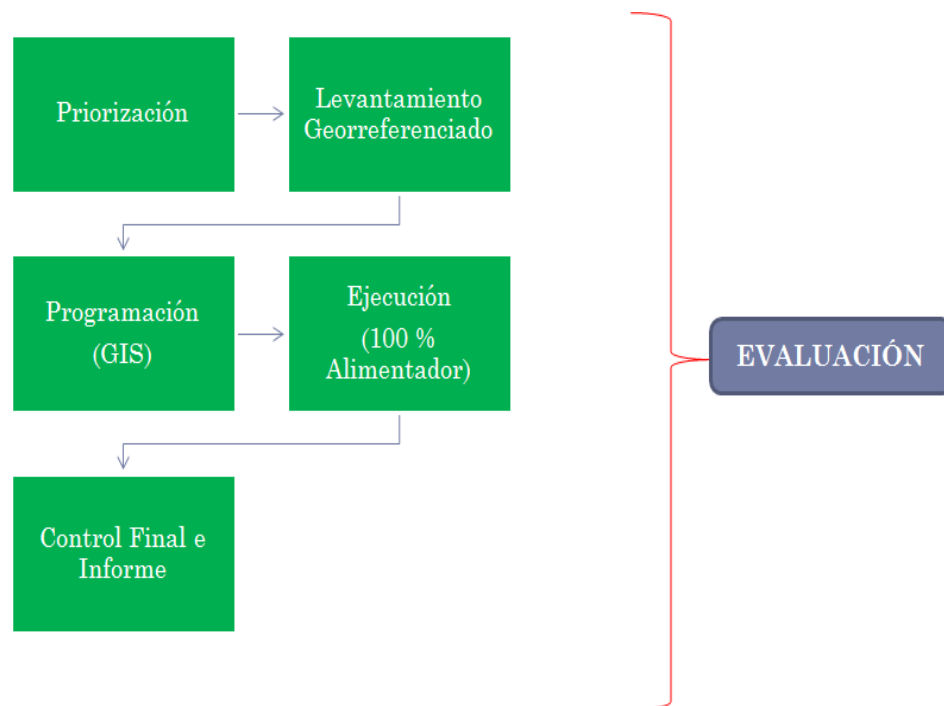 Priorización
Levantamiento
Georreferenciado
Programación
(GIS)
Ejecución
(100 %
Alimentador)
Control Final e
Informe
EVALUACIÓN